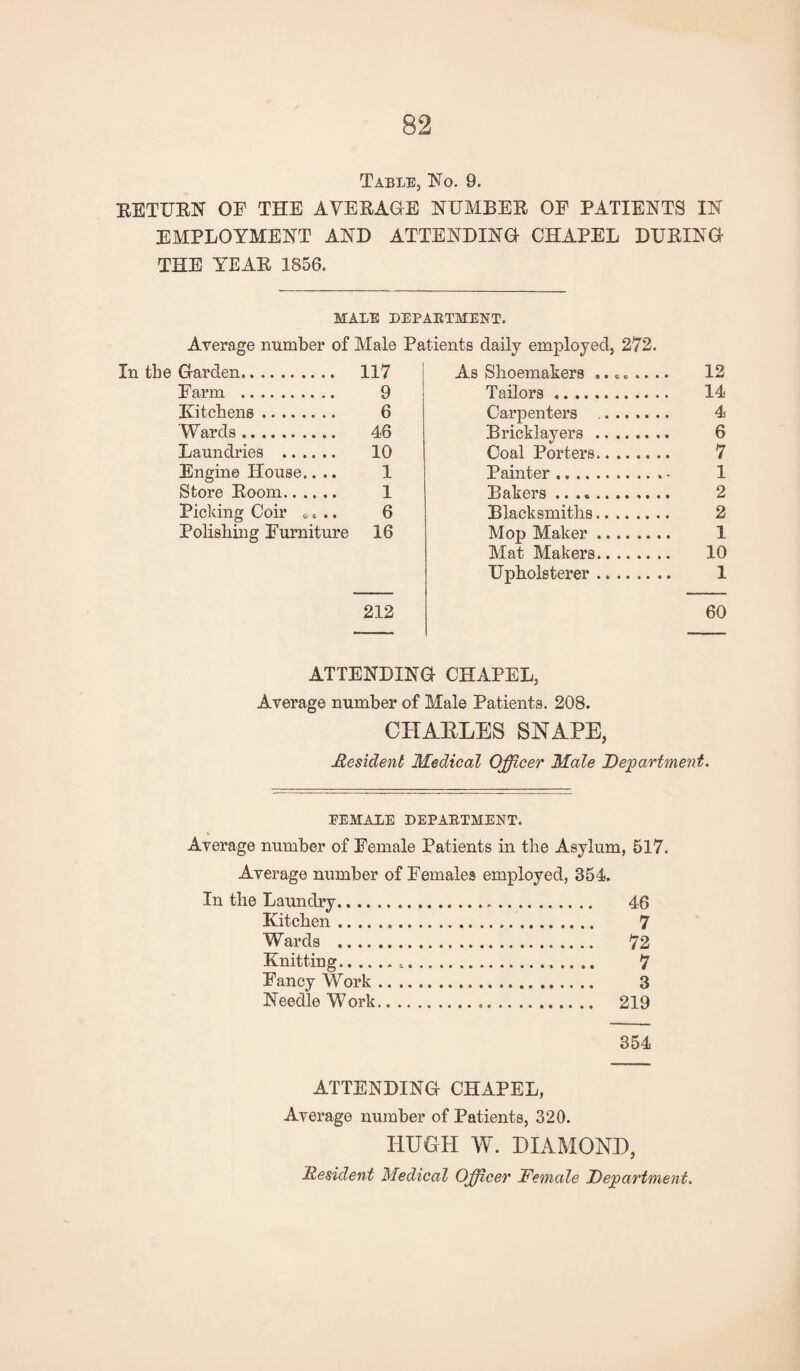 82
Table, No. 9.
RETURN OF THE AVERAGE NUMBER OF PATIENTS IN
EMPLOYMENT AND ATTENDING CHAPEL DURING
THE YEAR 1856.
MALE DEPARTMENT.
Average number of Male Patients daily employed, 272.
In the Garden.......... 117
Farm .......... 9
Kitchens ........ 6
Wards .......... 46
Laundries ...... 10
Engine House.... 1
Store Room...... 1
Picking Coir .... 6
Polishing Furniture 16
212
As Shoemakers ........ 12
Tailors ............ 14
Carpenters ........ 4
Bricklayers ........ 6
Coal Porters........ 7
Painter ............ 1
Bakers ............ 2
Blacksmiths........ 2
Mop Maker ........ 1
Mat Makers........ 10
Upholsterer ........ 1
60
ATTENDING CHAPEL,
Average number of Male Patients. 208.
CHARLES SNAPE,
Resident Medical Officer Male Department.
FEMALE DEPARTMENT.
Average number of Female Patients in the Asylum, 517.
Average number of Females employed, 354.
In the Laundry.......................... 46
Kitchen .......................... 7
Wards .......................... 72
Knitting.......................... 7
Fancy Work ...................... 3
Needle Work...................... 219
354
ATTENDING CHAPEL,
Average number of Patients, 320.
HUGH W. DIAMOND,
Resident Medical Officer Female Department.